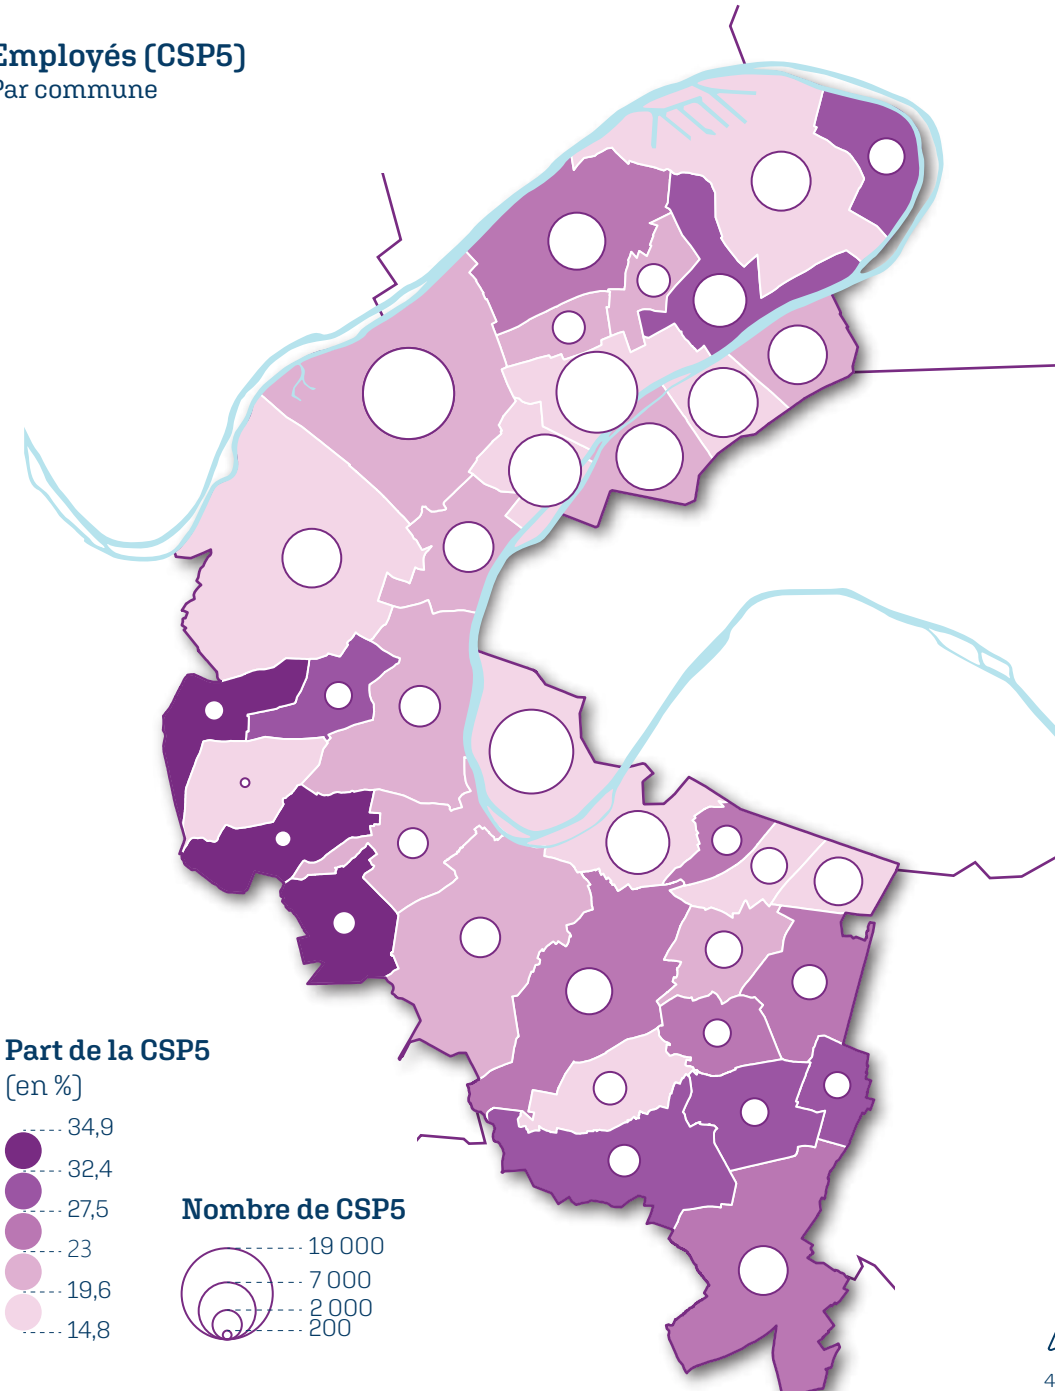 Employés (CSP5)
Par commune
Part de la CSP5
(en %)
34,9
32,4
27,5
23
19,6
14,8
Nombre de CSP5
19 000
7 000
2 000
200
4